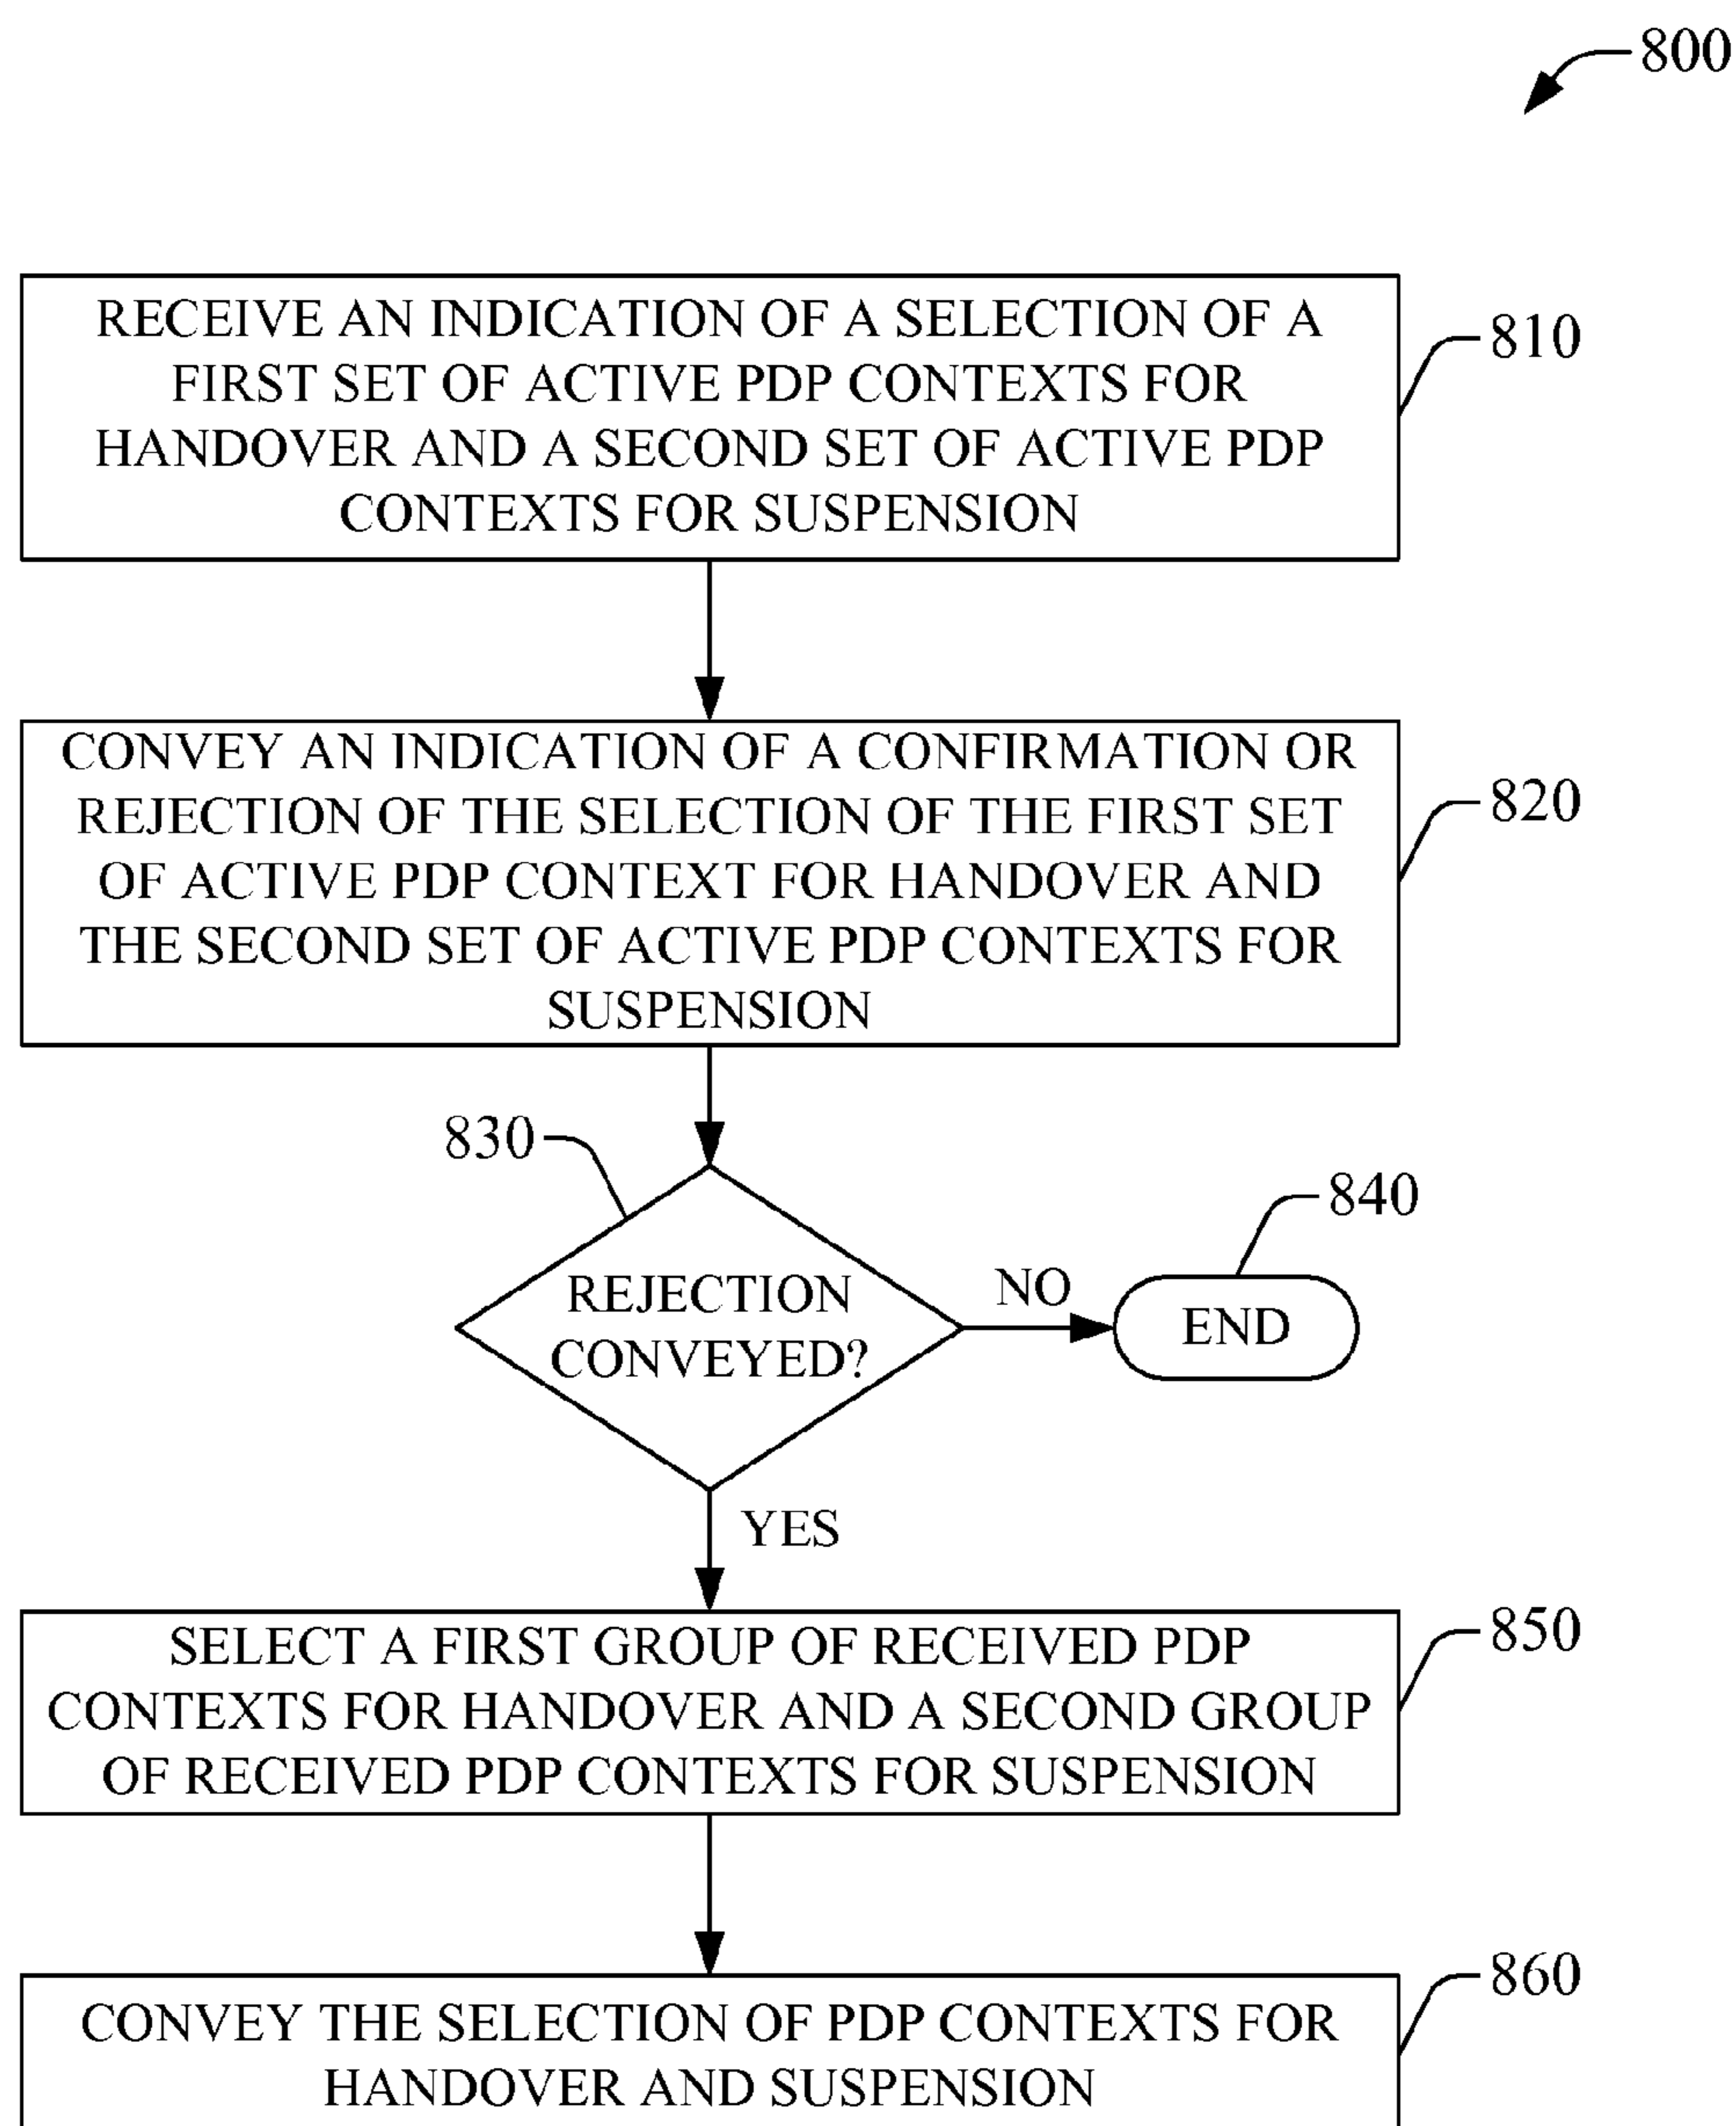 800
RECEIVE AN INDICATION OF A SELECTION OF A
FIRST SET OF ACTIVE PDP CONTEXTS FOR
HANDOVER AND A SECOND SET OF ACTIVE PDP
CONTEXTS FOR SUSPENSION
810
CONVEY AN INDICATION OF A CONFIRMATION OR
REJECTION OF THE SELECTION OF THE FIRST SET
OF ACTIVE PDP CONTEXT FOR HANDOVER AND
THE SECOND SET OF ACTIVE PDP CONTEXTS FOR
SUSPENSION
820
830
REJECTION
CONVEYED?
NO
840
END
YES
SELECT A FIRST GROUP OF RECEIVED PDP
CONTEXTS FOR HANDOVER AND A SECOND GROUP
OF RECEIVED PDP CONTEXTS FOR SUSPENSION
850
CONVEY THE SELECTION OF PDP CONTEXTS FOR
HANDOVER AND SUSPENSION
860